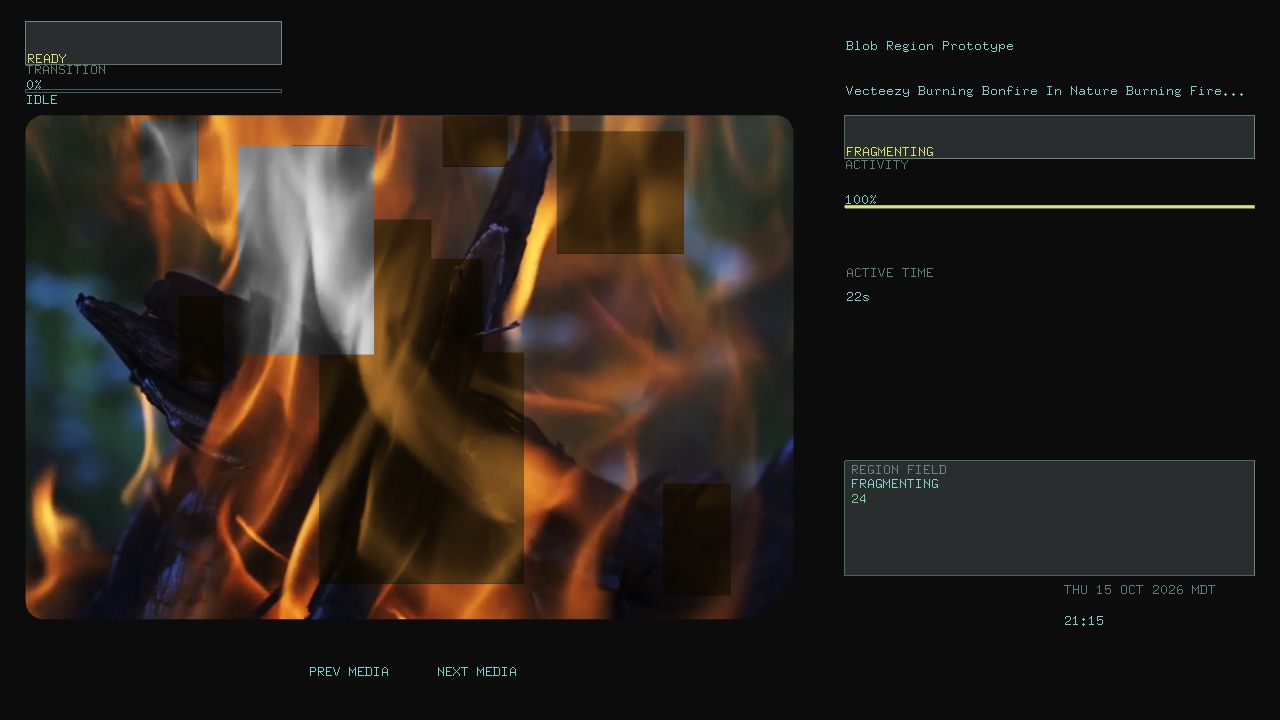 READY
TRANSITION
0%
IDLE
Blob Region Prototype
Vecteezy Burning Bonfire In Nature Burning Fire...
FRAGMENTING
ACTIVITY
100%
ACTIVE TIME
22s
REGION FIELD
FRAGMENTING
24
THU 15 OCT 2026 MDT
21:15
PREV MEDIA
NEXT MEDIA